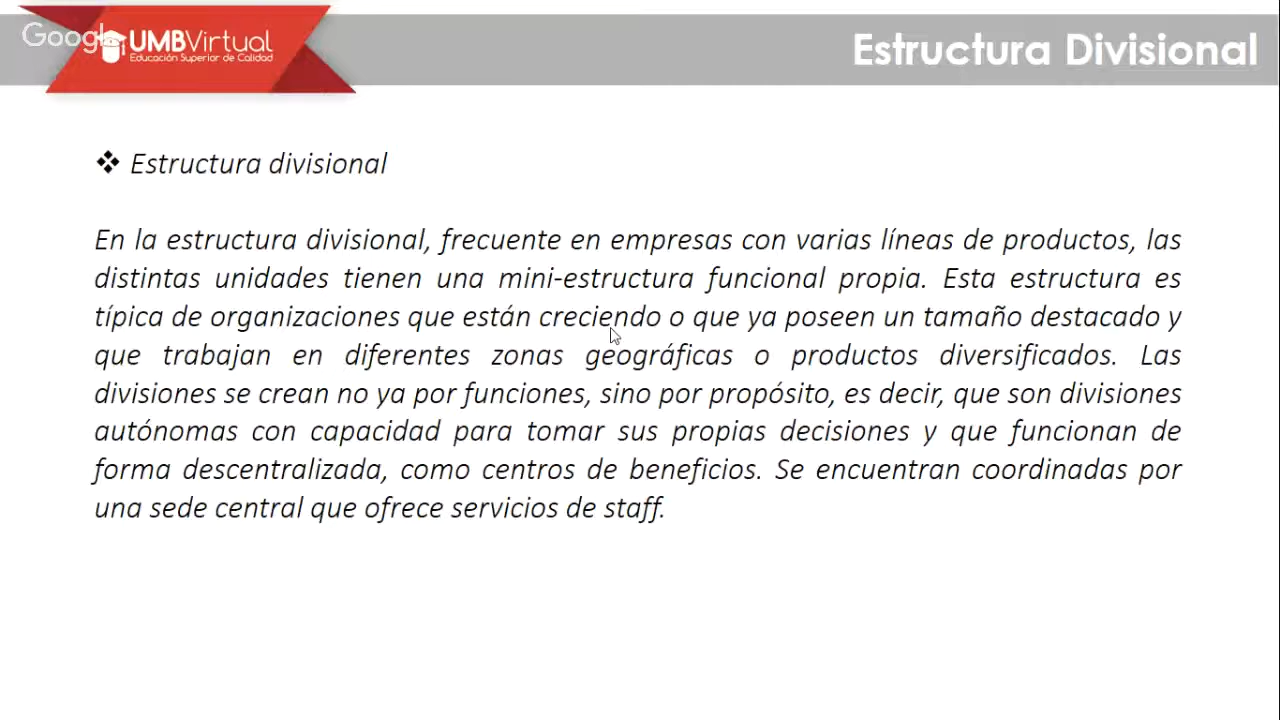 Google
UMBVirtual
Educación Superior de Calidad
Estructura Divisional
❖ Estructura divisional
En la estructura divisional, frecuente en empresas con varias líneas de productos, las
distintas unidades tienen una mini-estructura funcional propia. Esta estructura es
típica de organizaciones que están creciendo o que ya poseen un tamaño destacado y
que trabajan en diferentes zonas geográficas o productos diversificados. Las
divisiones se crean no ya por funciones, sino por propósito, es decir, que son divisiones
autónomas con capacidad para tomar sus propias decisiones y que funcionan de
forma descentralizada, como centros de beneficios. Se encuentran coordinadas por
una sede central que ofrece servicios de staff.